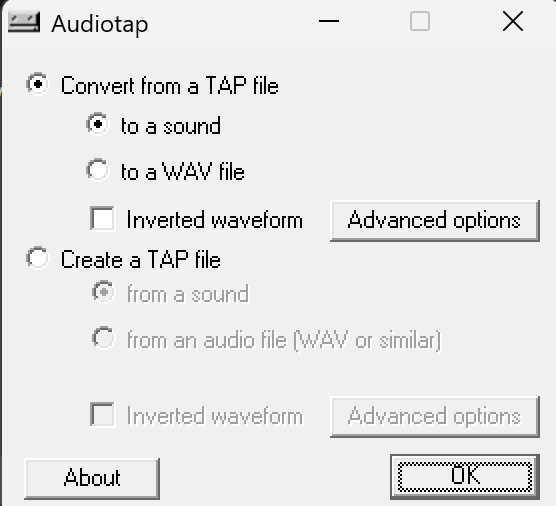 Audiotap
Convert from a TAP file
to a sound
to a WAV file
Inverted waveform Advanced options
Create a TAP file
from a sound
from an audio file (WAV or similar)
Inverted waveform Advanced options
About OK